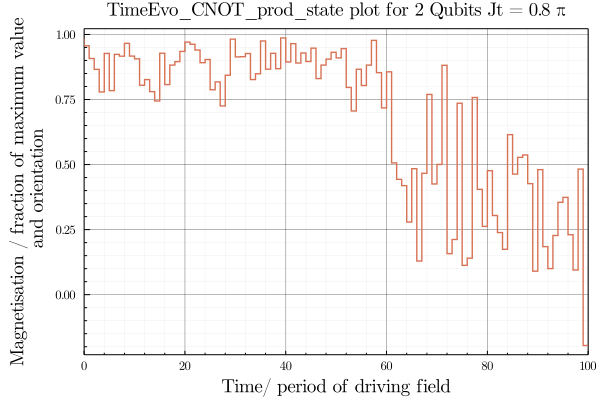 TimeEvo_CNOT_prod_state plot for 2 Qubits Jt = 0.8 π
Magnetisation / fraction of maximum value
and orientation
1.00
0.75
0.50
0.25
0.00
0 20 40 60 80 100
Time/ period of driving field